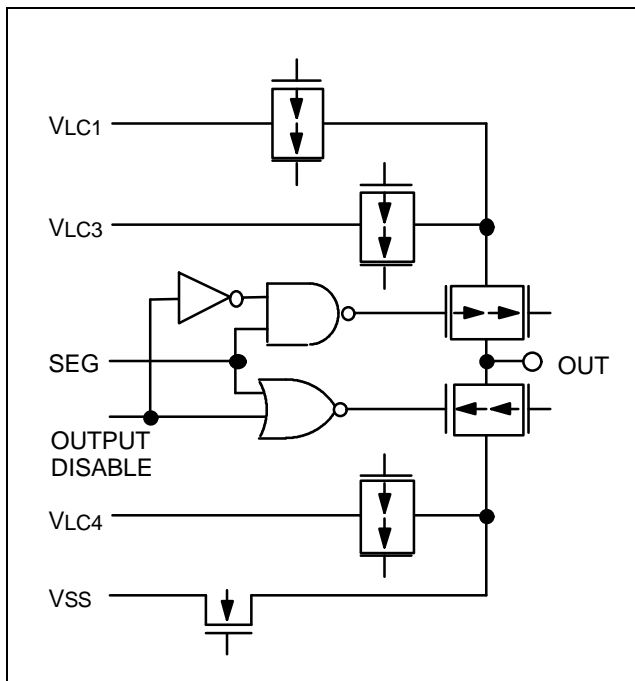 VLC1
VLC3
SEG
OUT
OUTPUT
DISABLE
VLC4
VSS